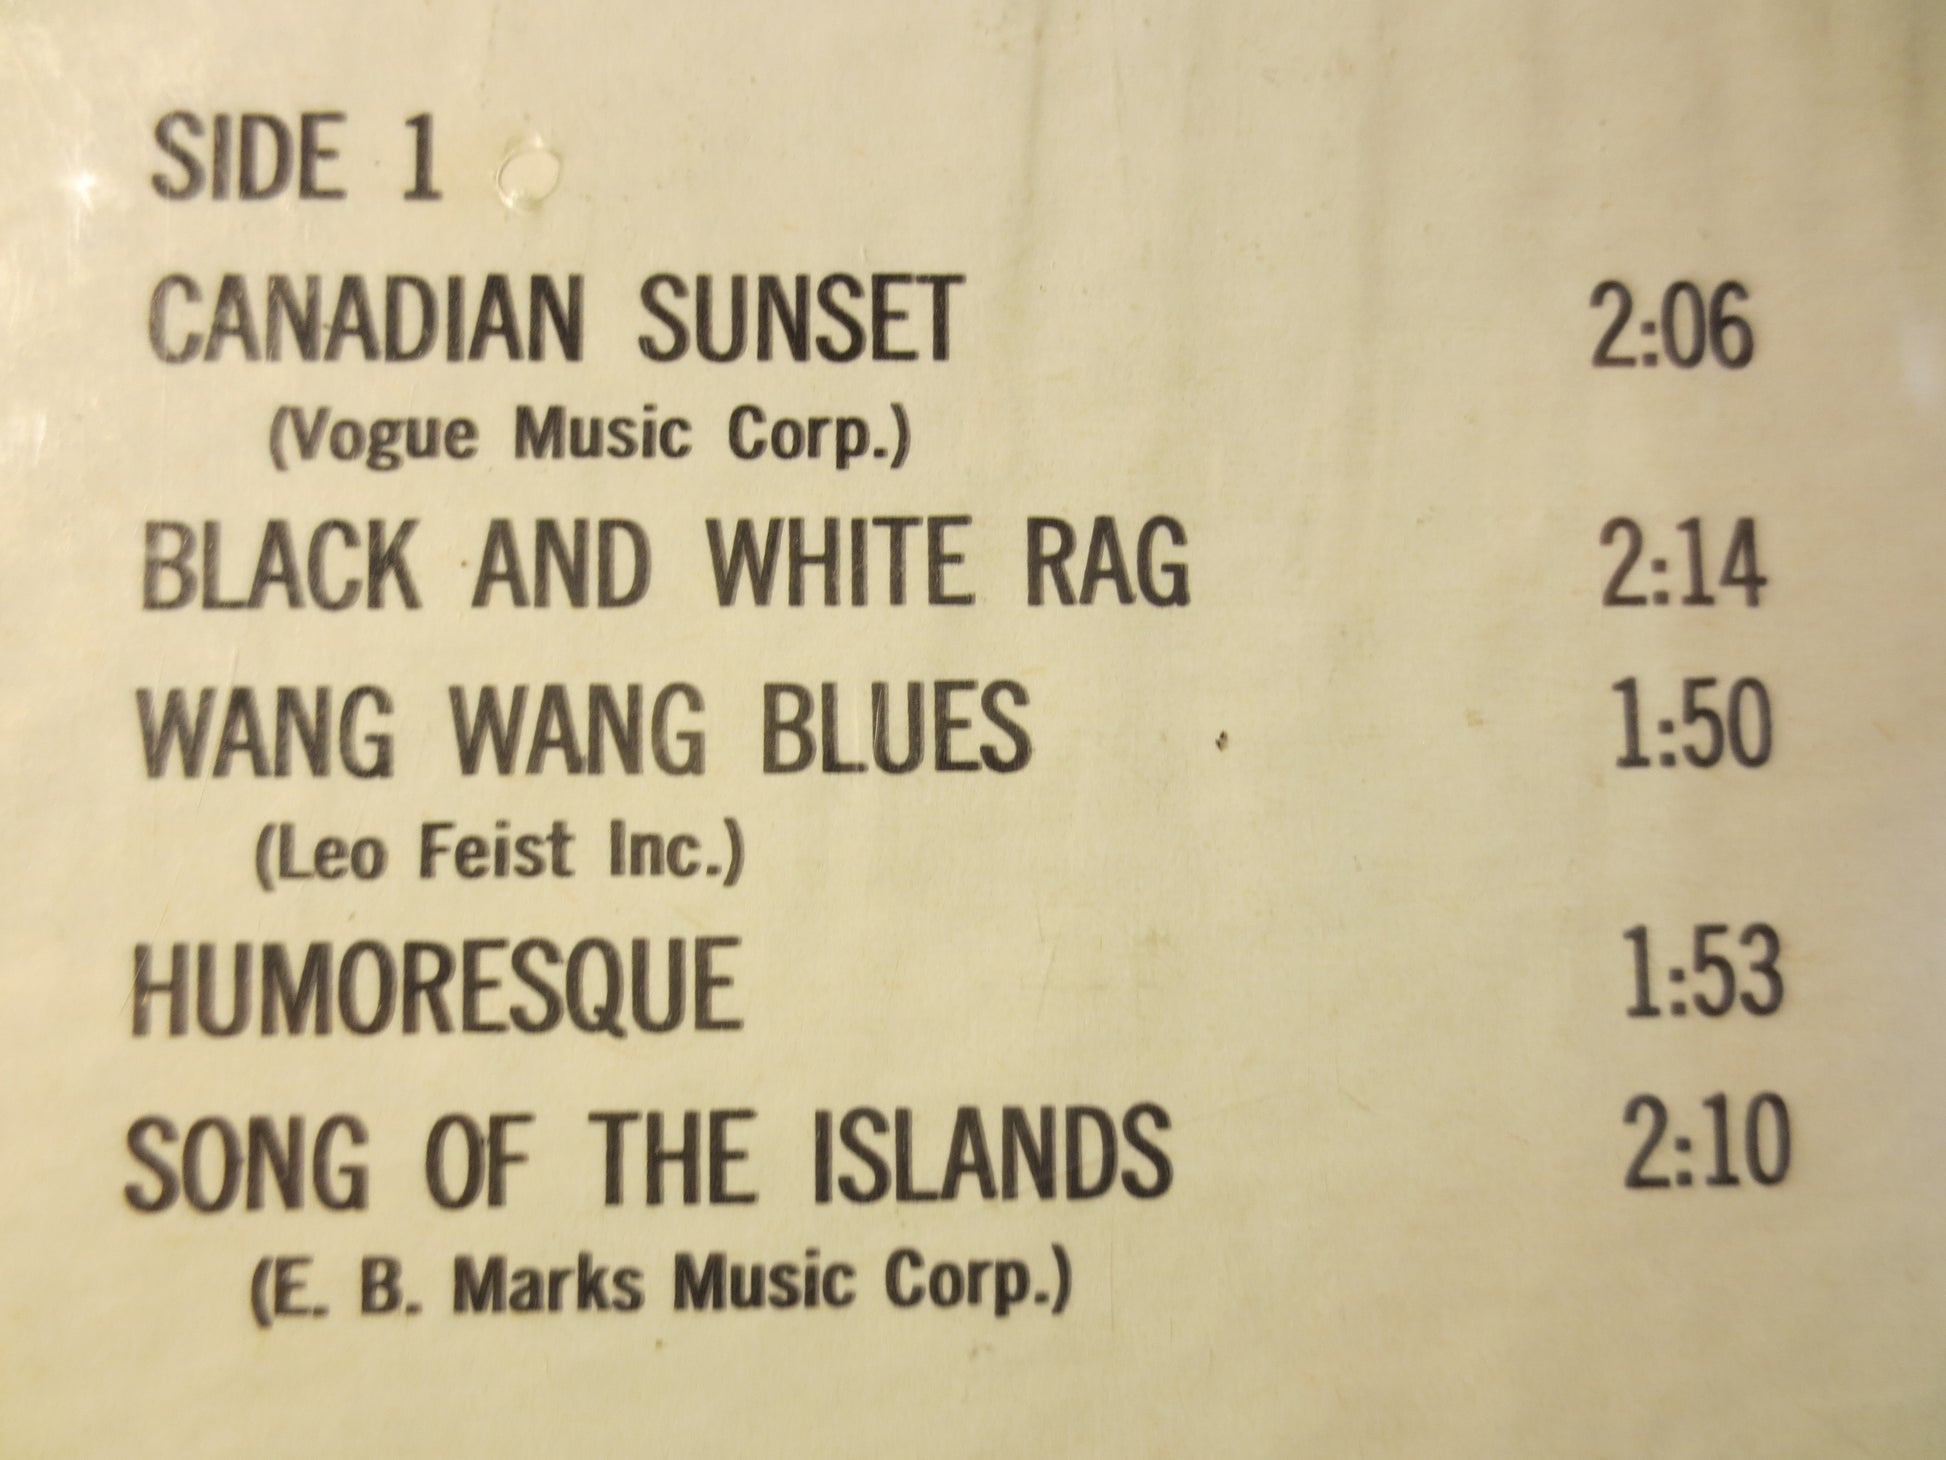 SIDE 1
CANADIAN SUNSET 2:06
(Vogue Music Corp.)
BLACK AND WHITE RAG 2:14
WANG WANG BLUES 1:50
(Leo Feist Inc.)
HUMORESQUE 1:53
SONG OF THE ISLANDS 2:10
(E. B. Marks Music Corp.)